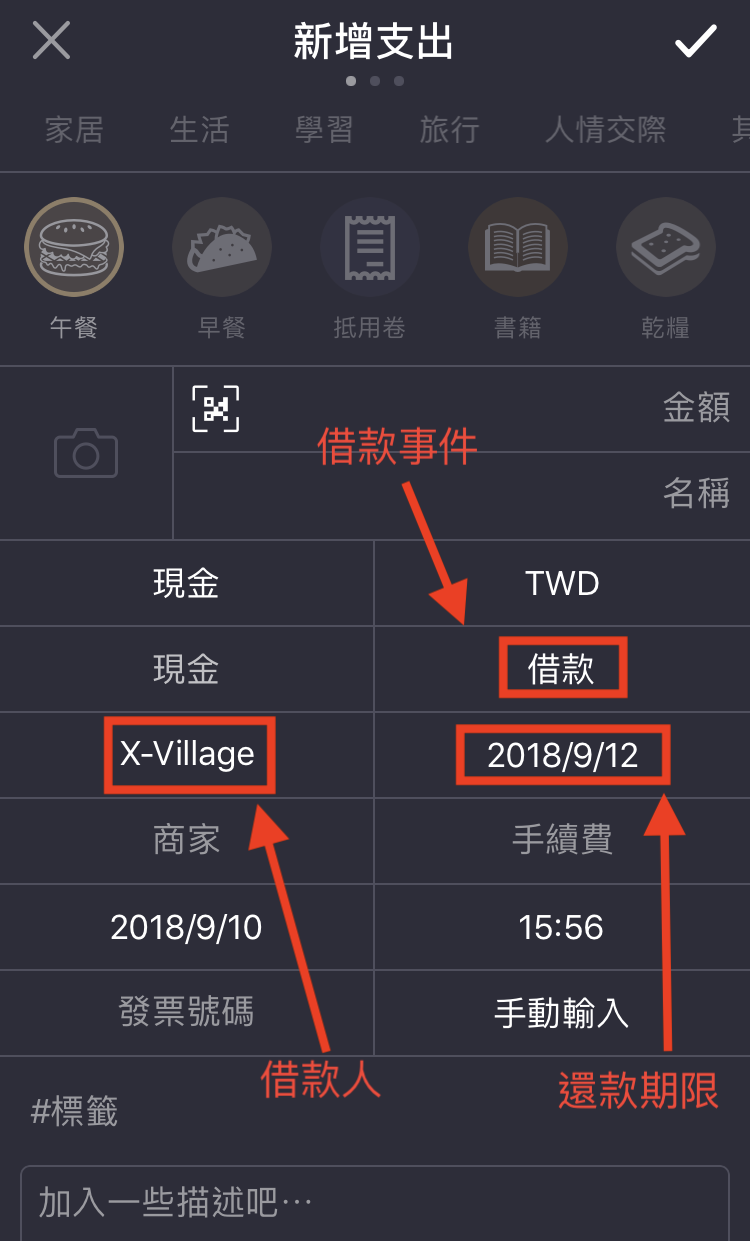 新增支出
家居 生活 學習 旅行 人情交際
午餐 早餐 抵用卷 書籍 乾糧
金額
借款事件
名稱
現金 TWD
現金 借款
X-Village 2018/9/12
商家 手續費
2018/9/10 15:56
發票號碼 手動輸入
借款人 還款期限
#標籤
加入一些描述吧…